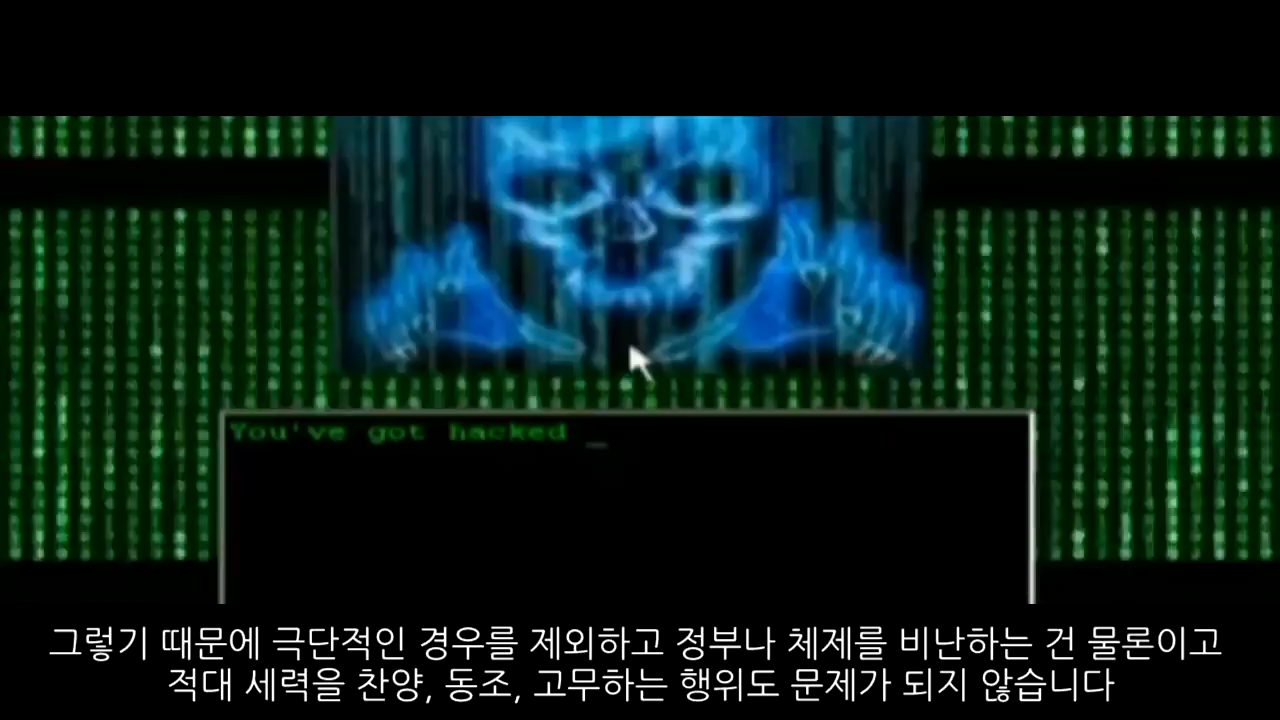 You've got hacked _
그렇기 때문에 극단적인 경우를 제외하고 정부나 체제를 비난하는 건 물론이고
적대 세력을 찬양, 동조, 고무하는 행위도 문제가 되지 않습니다